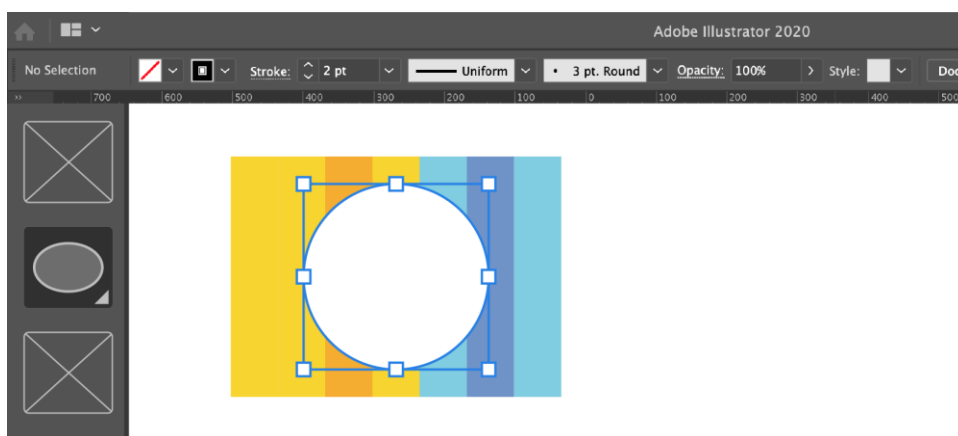 Adobe Illustrator 2020
No Selection Stroke: 2 pt Uniform 3 pt. Round Opacity: 100% Style: Doc
700 600 500 400 300 200 100 0 100 200 300 400 500